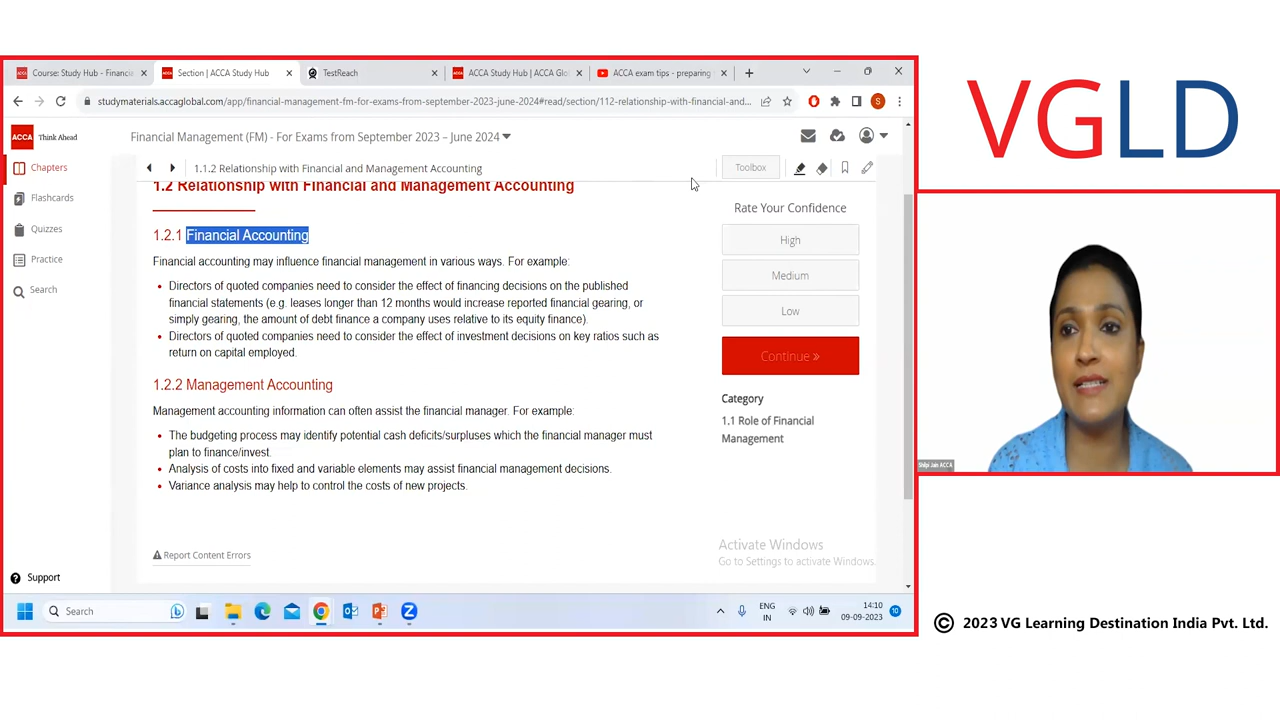 Course: Study Hub - Financia
Section | ACCA Study Hub
TestReach
ACCA Study Hub | ACCA Glo
ACCA exam tips - preparing
studymaterials.accaglobal.com/app/financial-management-fm-for-exams-from-september-2023-june-2024#read/section/112-relationship-with-financial-and-...
S
ACCA
Think Ahead
Financial Management (FM) - For Exams from September 2023 – June 2024
Chapters
Flashcards
Quizzes
Practice
Search
Support
1.1.2 Relationship with Financial and Management Accounting
Toolbox
1.2 Relationship with Financial and Management Accounting
1.2.1 Financial Accounting
Financial accounting may influence financial management in various ways. For example:
• Directors of quoted companies need to consider the effect of financing decisions on the published
financial statements (e.g. leases longer than 12 months would increase reported financial gearing, or
simply gearing, the amount of debt finance a company uses relative to its equity finance).
• Directors of quoted companies need to consider the effect of investment decisions on key ratios such as
return on capital employed.
1.2.2 Management Accounting
Management accounting information can often assist the financial manager. For example:
• The budgeting process may identify potential cash deficits/surpluses which the financial manager must
plan to finance/invest.
• Analysis of costs into fixed and variable elements may assist financial management decisions.
• Variance analysis may help to control the costs of new projects.
Report Content Errors
Rate Your Confidence
High
Medium
Low
Continue »
Category
1.1 Role of Financial
Management
Activate Windows
Go to Settings to activate Windows.
Search
ENG
IN
14:10
09-09-2023
10
VGLD
Shilpi Jain ACCA
© 2023 VG Learning Destination India Pvt. Ltd.